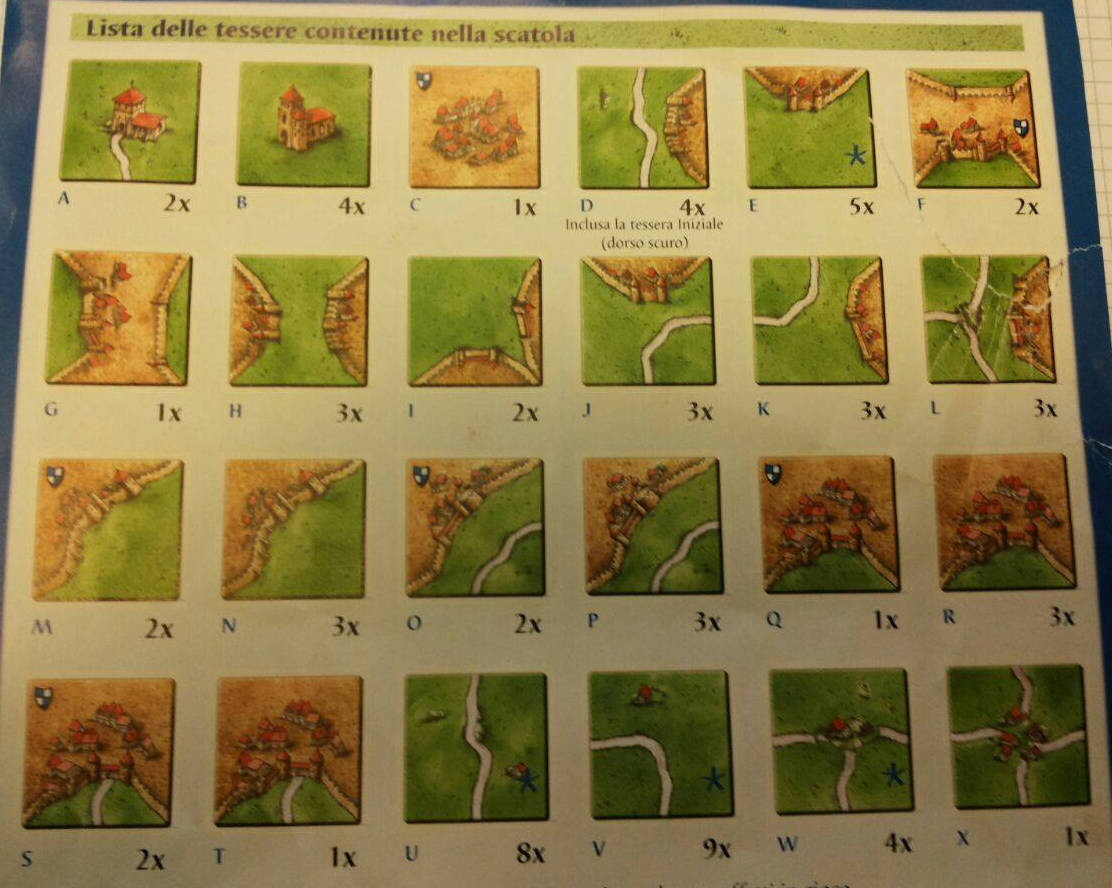 Lista delle tessere contenute nella scatola
A 2x B 4x C 1x D 4x E 5x F 2x
Inclusa la tessera Iniziale
(dorso scuro)
G 1x H 3x I 2x J 3x K 3x L 3x
M 2x N 3x O 2x P 3x Q 1x R 3x
S 2x T 1x U 8x V 9x W 4x X 1x